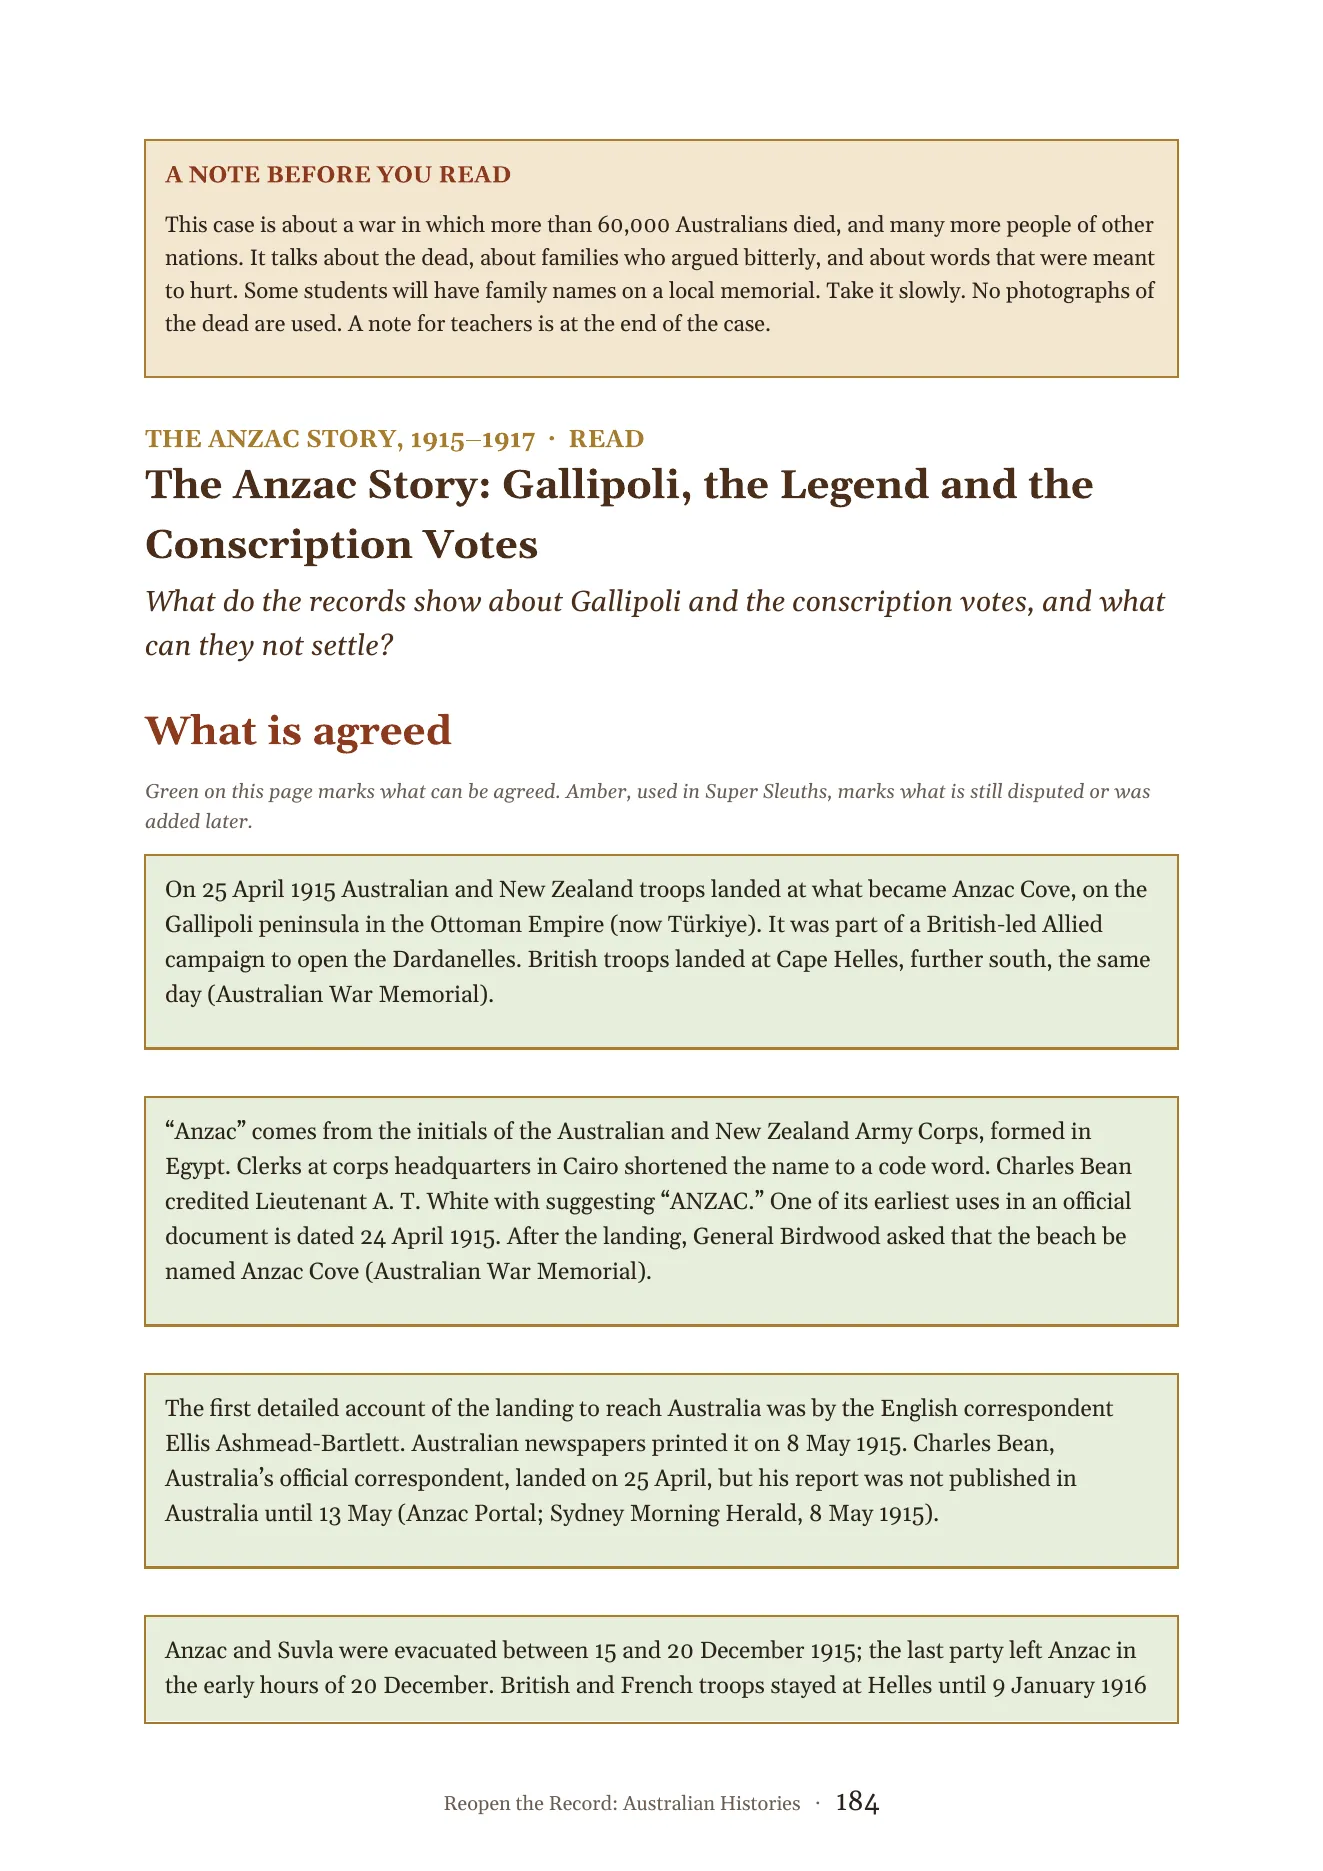 A NOTE BEFORE YOU READ
This case is about a war in which more than 60,000 Australians died, and many more people of other
nations. It talks about the dead, about families who argued bitterly, and about words that were meant
to hurt. Some students will have family names on a local memorial. Take it slowly. No photographs of
the dead are used. A note for teachers is at the end of the case.
THE ANZAC STORY, 1915–1917 · READ
The Anzac Story: Gallipoli, the Legend and the
Conscription Votes
What do the records show about Gallipoli and the conscription votes, and what
can they not settle?
What is agreed
Green on this page marks what can be agreed. Amber, used in Super Sleuths, marks what is still disputed or was
added later.
On 25 April 1915 Australian and New Zealand troops landed at what became Anzac Cove, on the
Gallipoli peninsula in the Ottoman Empire (now Türkiye). It was part of a British-led Allied
campaign to open the Dardanelles. British troops landed at Cape Helles, further south, the same
day (Australian War Memorial).
“Anzac” comes from the initials of the Australian and New Zealand Army Corps, formed in
Egypt. Clerks at corps headquarters in Cairo shortened the name to a code word. Charles Bean
credited Lieutenant A. T. White with suggesting “ANZAC.” One of its earliest uses in an official
document is dated 24 April 1915. After the landing, General Birdwood asked that the beach be
named Anzac Cove (Australian War Memorial).
The first detailed account of the landing to reach Australia was by the English correspondent
Ellis Ashmead-Bartlett. Australian newspapers printed it on 8 May 1915. Charles Bean,
Australia’s official correspondent, landed on 25 April, but his report was not published in
Australia until 13 May (Anzac Portal; Sydney Morning Herald, 8 May 1915).
Anzac and Suvla were evacuated between 15 and 20 December 1915; the last party left Anzac in
the early hours of 20 December. British and French troops stayed at Helles until 9 January 1916
Reopen the Record: Australian Histories · 184